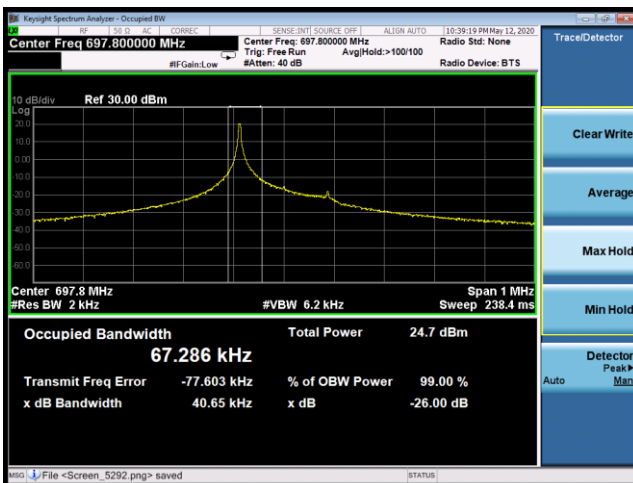 Keysight Spectrum Analyzer - Occupied BW
RF 50 Ω AC CORREC SENSE:INT SOURCE OFF ALIGN AUTO 10:39:19 PM May 12, 2020
Center Freq 697.800000 MHz
Center Freq: 697.800000 MHz
Radio Std: None
Trig: Free Run Avg|Hold:>100/100
#IFGain:Low #Atten: 40 dB Radio Device: BTS
Trace/Detector
10 dB/div Ref 30.00 dBm
Log
20.0
10.0
0.00
-10.0
-20.0
-30.0
-40.0
-60.0
Center 697.8 MHz Span 1 MHz
#Res BW 2 kHz #VBW 6.2 kHz Sweep 238.4 ms
Occupied Bandwidth Total Power 24.7 dBm
67.286 kHz
Transmit Freq Error -77.603 kHz % of OBW Power 99.00 %
x dB Bandwidth 40.65 kHz x dB -26.00 dB
Clear Write
Average
Max Hold
Min Hold
Detector
Peak▶
Auto Man
MSG File <Screen_5292.png> saved STATUS